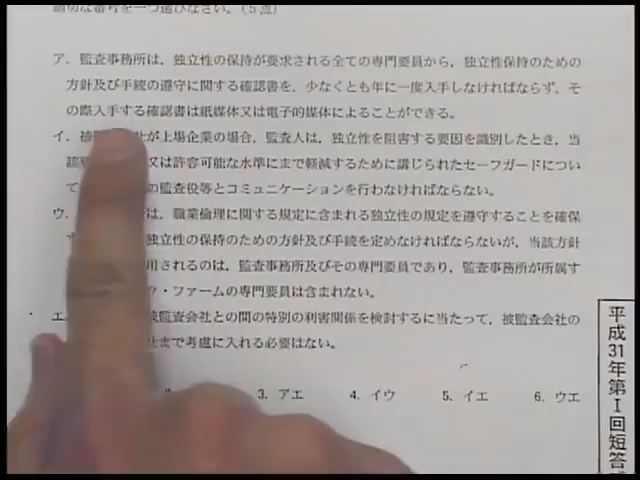 切な番号を一つ選びなさい。(5点)
ア．監査事務所は，独立性の保持が要求される全ての専門要員から，独立性保持のための
方針及び手続の遵守に関する確認書を，少なくとも年に一度入手しなければならず，そ
の際入手する確認書は紙媒体又は電子的媒体によることができる。
イ．被 が上場企業の場合，監査人は，独立性を阻害する要因を識別したとき，当
該 又は許容可能な水準にまで軽減するために講じられたセーフガードについ
て の監査役等とコミュニケーションを行わなければならない。
ウ． は，職業倫理に関する規定に含まれる独立性の規定を遵守することを確保
独立性の保持のための方針及び手続を定めなければならないが，当該方針
用されるのは，監査事務所及びその専門要員であり，監査事務所が所属す
ク・ファームの専門要員は含まれない。
エ 被監査会社との間の特別の利害関係を検討するに当たって，被監査会社の
まで考慮に入れる必要はない。
3. アエ 4. イウ 5. イエ 6. ウエ
平成31年第Ⅰ回短答